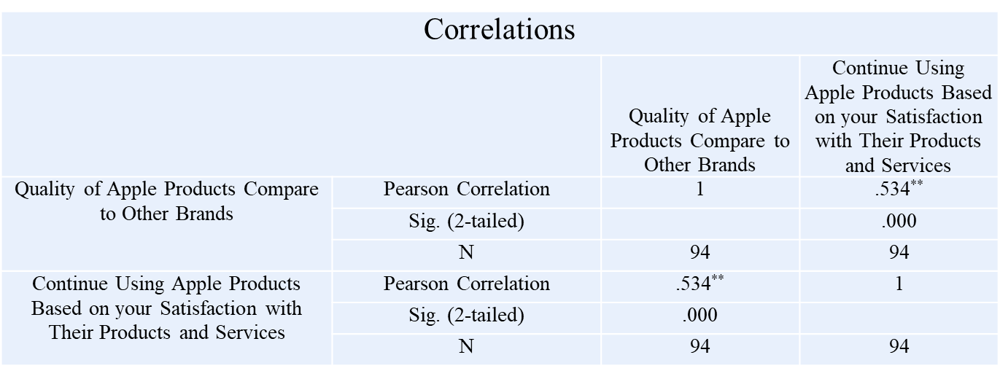 Correlations
Quality of Apple
Products Compare to
Other Brands
Continue Using
Apple Products Based
on your Satisfaction
with Their Products
and Services
Quality of Apple Products Compare
to Other Brands
Pearson Correlation
1
.534**
Sig. (2-tailed)
.000
N
94
94
Continue Using Apple Products
Based on your Satisfaction with
Their Products and Services
Pearson Correlation
.534**
1
Sig. (2-tailed)
.000
N
94
94